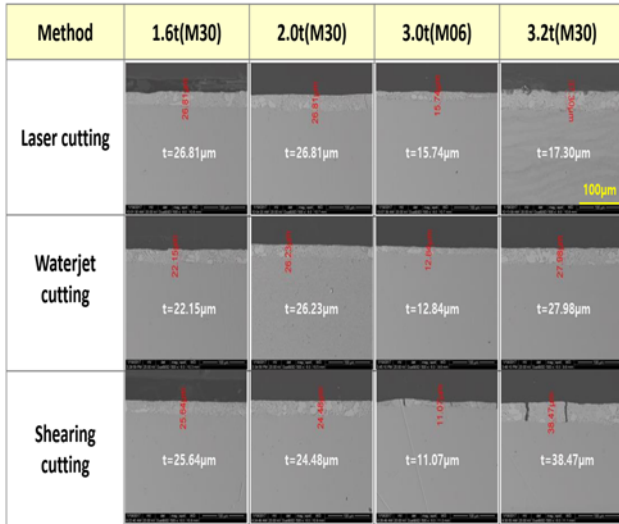 Method 1.6t(M30) 2.0t(M30) 3.0t(M06) 3.2t(M30)
Laser cutting
26.81μm 26.81μm 15.74μm
t=26.81μm t=26.81μm t=15.74μm t=17.30μm
100μm
Waterjet
cutting
22.15μm 26.23μm 12.84μm 27.98μm
t=22.15μm t=26.23μm t=12.84μm t=27.98μm
Shearing
cutting
25.64μm 24.48μm 11.07μm 38.47μm
t=25.64μm t=24.48μm t=11.07μm t=38.47μm